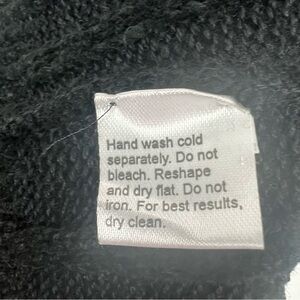 Hand wash cold
separately. Do not
bleach. Reshape
and dry flat. Do not
iron. For best results,
dry clean.